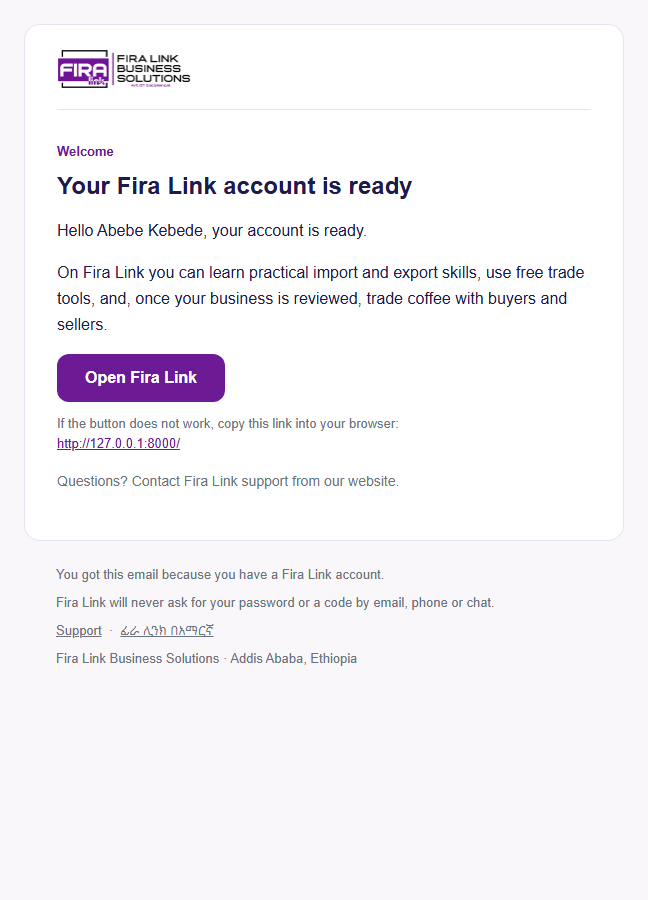 FIRA
link
FIRA LINK
BUSINESS
SOLUTIONS
Welcome
Your Fira Link account is ready
Hello Abebe Kebede, your account is ready.
On Fira Link you can learn practical import and export skills, use free trade
tools, and, once your business is reviewed, trade coffee with buyers and
sellers.
Open Fira Link
If the button does not work, copy this link into your browser:
http://127.0.0.1:8000/
Questions? Contact Fira Link support from our website.
You got this email because you have a Fira Link account.
Fira Link will never ask for your password or a code by email, phone or chat.
Support · ፊራ ሊንክ በአማርኛ
Fira Link Business Solutions · Addis Ababa, Ethiopia